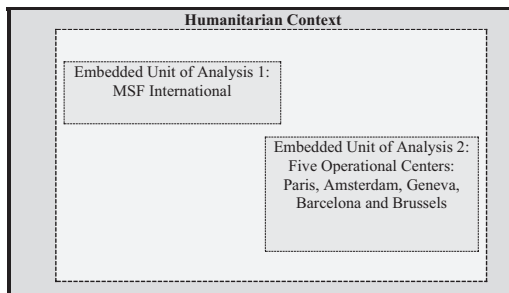 Humanitarian Context
Embedded Unit of Analysis 1:
MSF International
Embedded Unit of Analysis 2:
Five Operational Centers:
Paris, Amsterdam, Geneva,
Barcelona and Brussels